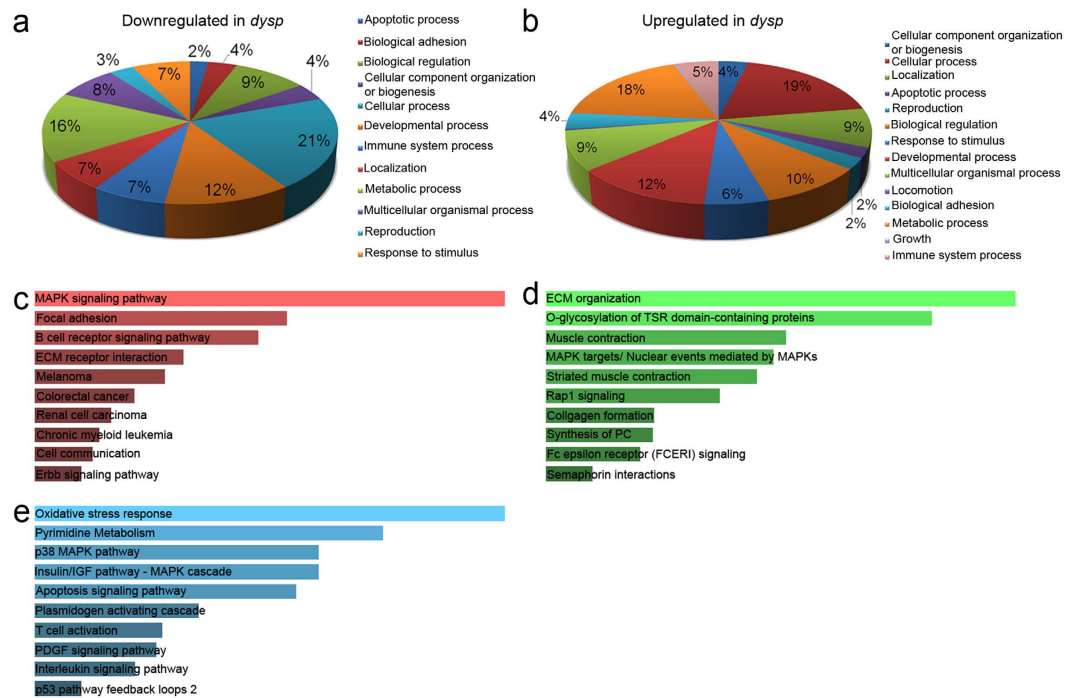 a
Downregulated in dysp
2%
4%
9%
4%
21%
12%
7%
7%
16%
8%
3%
7%
Apoptotic process
Biological adhesion
Biological regulation
Cellular component organization
or biogenesis
Cellular process
Developmental process
Immune system process
Localization
Metabolic process
Multicellular organismal process
Reproduction
Response to stimulus
b
Upregulated in dysp
4%
19%
9%
2%
2%
10%
6%
12%
9%
4%
18%
5%
Cellular component organization
or biogenesis
Cellular process
Localization
Apoptotic process
Reproduction
Biological regulation
Response to stimulus
Developmental process
Multicellular organismal process
Locomotion
Biological adhesion
Metabolic process
Growth
Immune system process
c
MAPK signaling pathway
Focal adhesion
B cell receptor signaling pathway
ECM receptor interaction
Melanoma
Colorectal cancer
Renal cell carcinoma
Chronic myeloid leukemia
Cell communication
Erbb signaling pathway
d
ECM organization
O-glycosylation of TSR domain-containing proteins
Muscle contraction
MAPK targets/ Nuclear events mediated by MAPKs
Striated muscle contraction
Rap1 signaling
Collgagen formation
Synthesis of PC
Fc epsilon receptor (FCERI) signaling
Semaphorin interactions
e
Oxidative stress response
Pyrimidine Metabolism
p38 MAPK pathway
Insulin/IGF pathway - MAPK cascade
Apoptosis signaling pathway
Plasmidogen activating cascade
T cell activation
PDGF signaling pathway
Interleukin signaling pathway
p53 pathway feedback loops 2